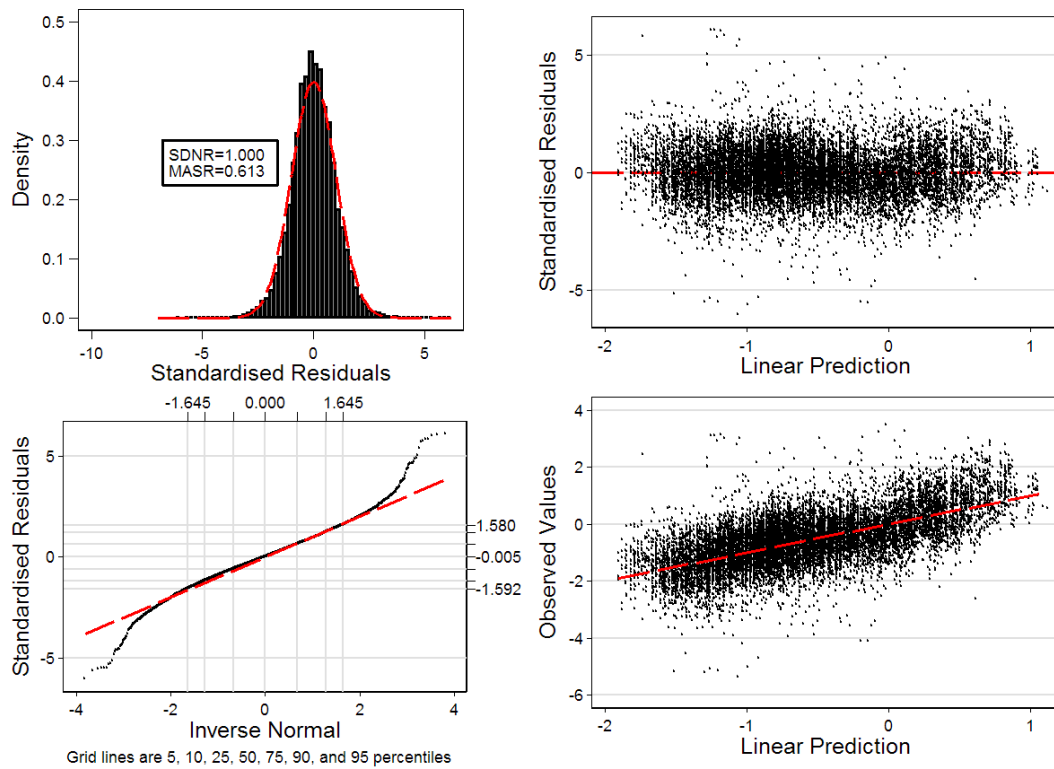 0.5
0.4
0.3
0.2
0.1
0.0
Density
SDNR=1.000
MASR=0.613
-10 -5 0 5
Standardised Residuals
5
0
-5
Standardised Residuals
-2 -1 0 1
Linear Prediction
-1.645 0.000 1.645
5
0
-5
Standardised Residuals
1.580
-0.005
-1.592
-4 -2 0 2 4
Inverse Normal
Grid lines are 5, 10, 25, 50, 75, 90, and 95 percentiles
4
2
0
-2
-4
-6
Observed Values
-2 -1 0 1
Linear Prediction